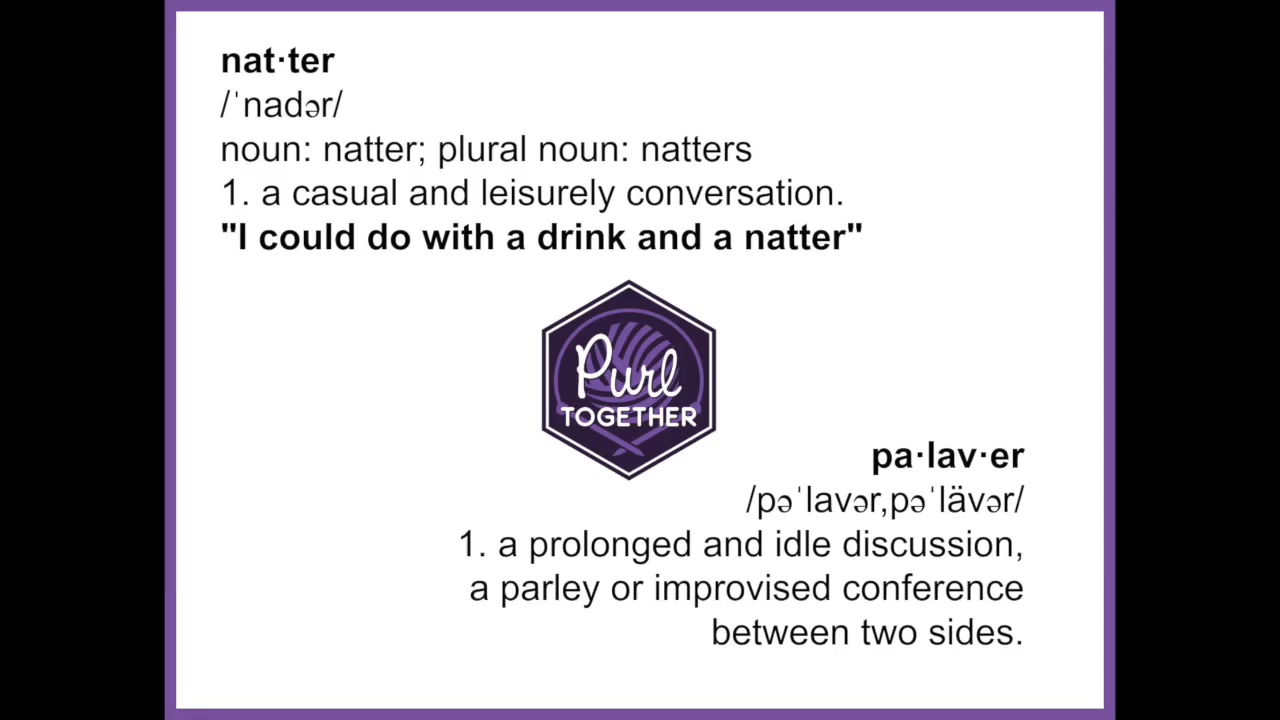 nat·ter
/ˈnadər/
noun: natter; plural noun: natters
1. a casual and leisurely conversation.
"I could do with a drink and a natter"
Purl
TOGETHER
pa·lav·er
/pəˈlavər,pəˈlävər/
1. a prolonged and idle discussion,
a parley or improvised conference
between two sides.